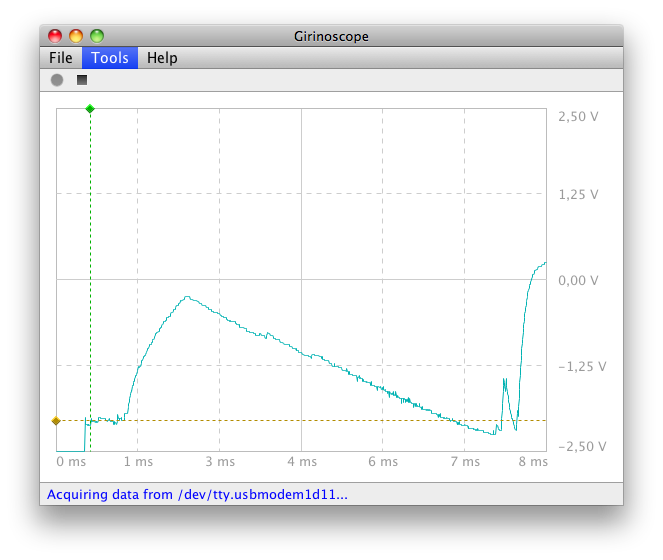 Girinoscope
File Tools Help
2,50 V
1,25 V
0,00 V
-1,25 V
-2,50 V
0 ms 1 ms 3 ms 4 ms 6 ms 7 ms 8 ms
Acquiring data from /dev/tty.usbmodem1d11...